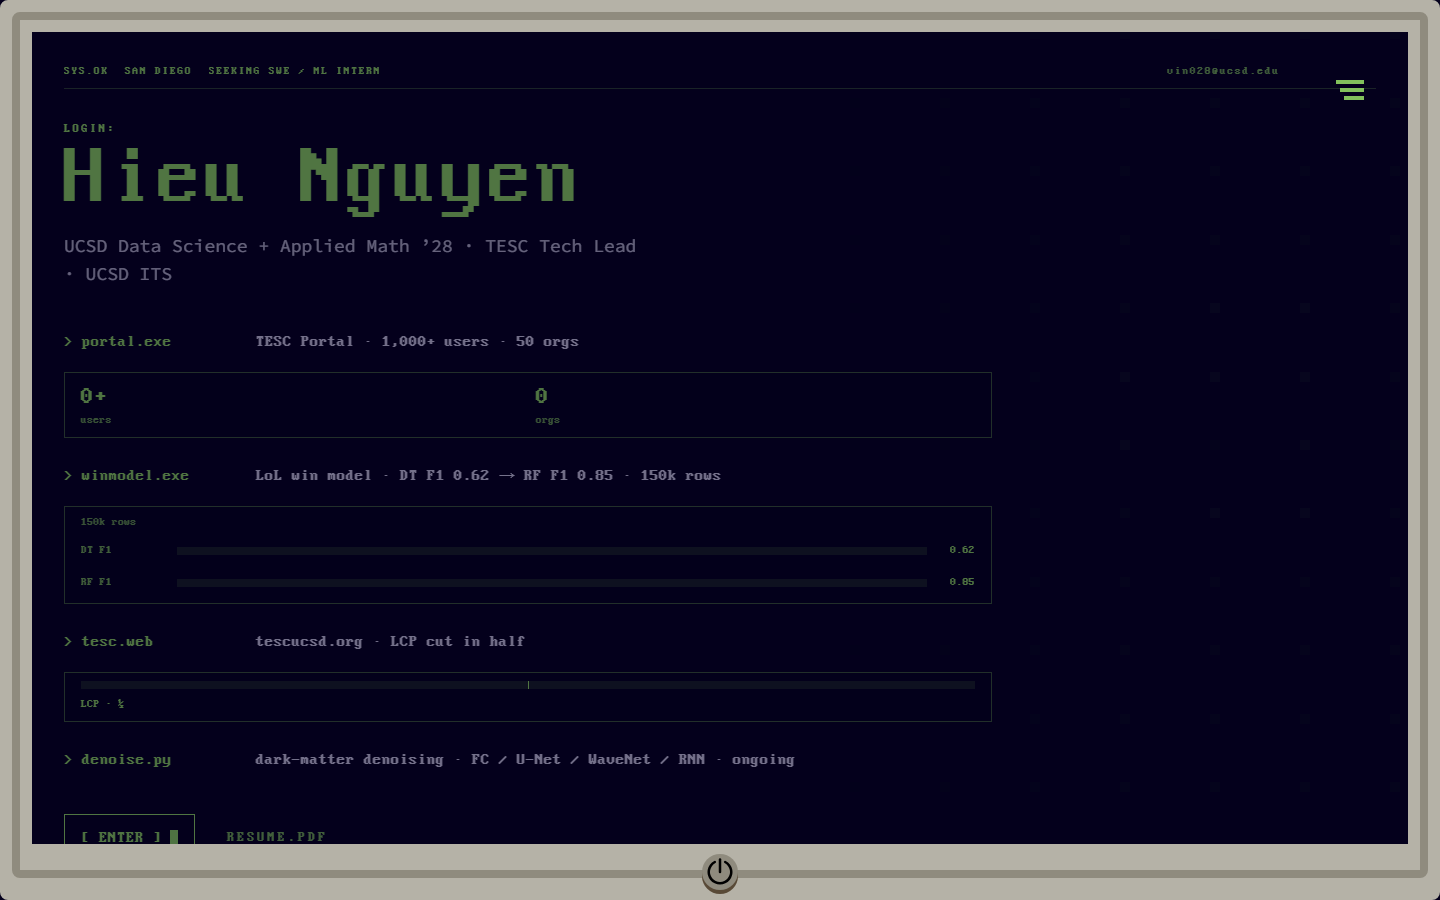 SYS.OK SAN DIEGO SEEKING SWE / ML INTERN
vin028@ucsd.edu
LOGIN:
Hieu Nguyen
UCSD Data Science + Applied Math ’28 · TESC Tech Lead
· UCSD ITS
> portal.exe TESC Portal · 1,000+ users · 50 orgs
0+ 0
users orgs
> winmodel.exe LoL win model · DT F1 0.62 → RF F1 0.85 · 150k rows
150k rows
DT F1 0.62
RF F1 0.85
> tesc.web tescucsd.org · LCP cut in half
LCP · ½
> denoise.py dark-matter denoising · FC / U-Net / WaveNet / RNN · ongoing
[ ENTER ] RESUME.PDF